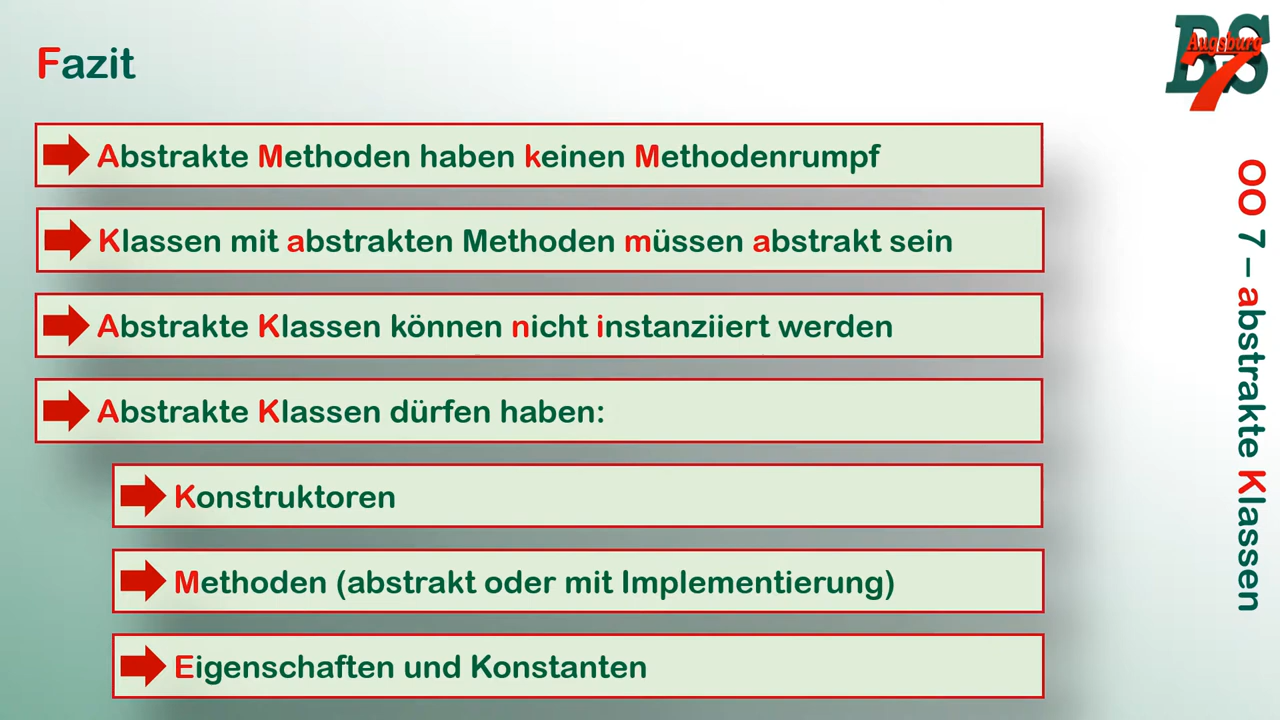 Fazit
Abstrakte Methoden haben keinen Methodenrumpf
Klassen mit abstrakten Methoden müssen abstrakt sein
Abstrakte Klassen können nicht instanziiert werden
Abstrakte Klassen dürfen haben:
Konstruktoren
Methoden (abstrakt oder mit Implementierung)
Eigenschaften und Konstanten
BS
Augsburg
7
OO 7 – abstrakte Klassen